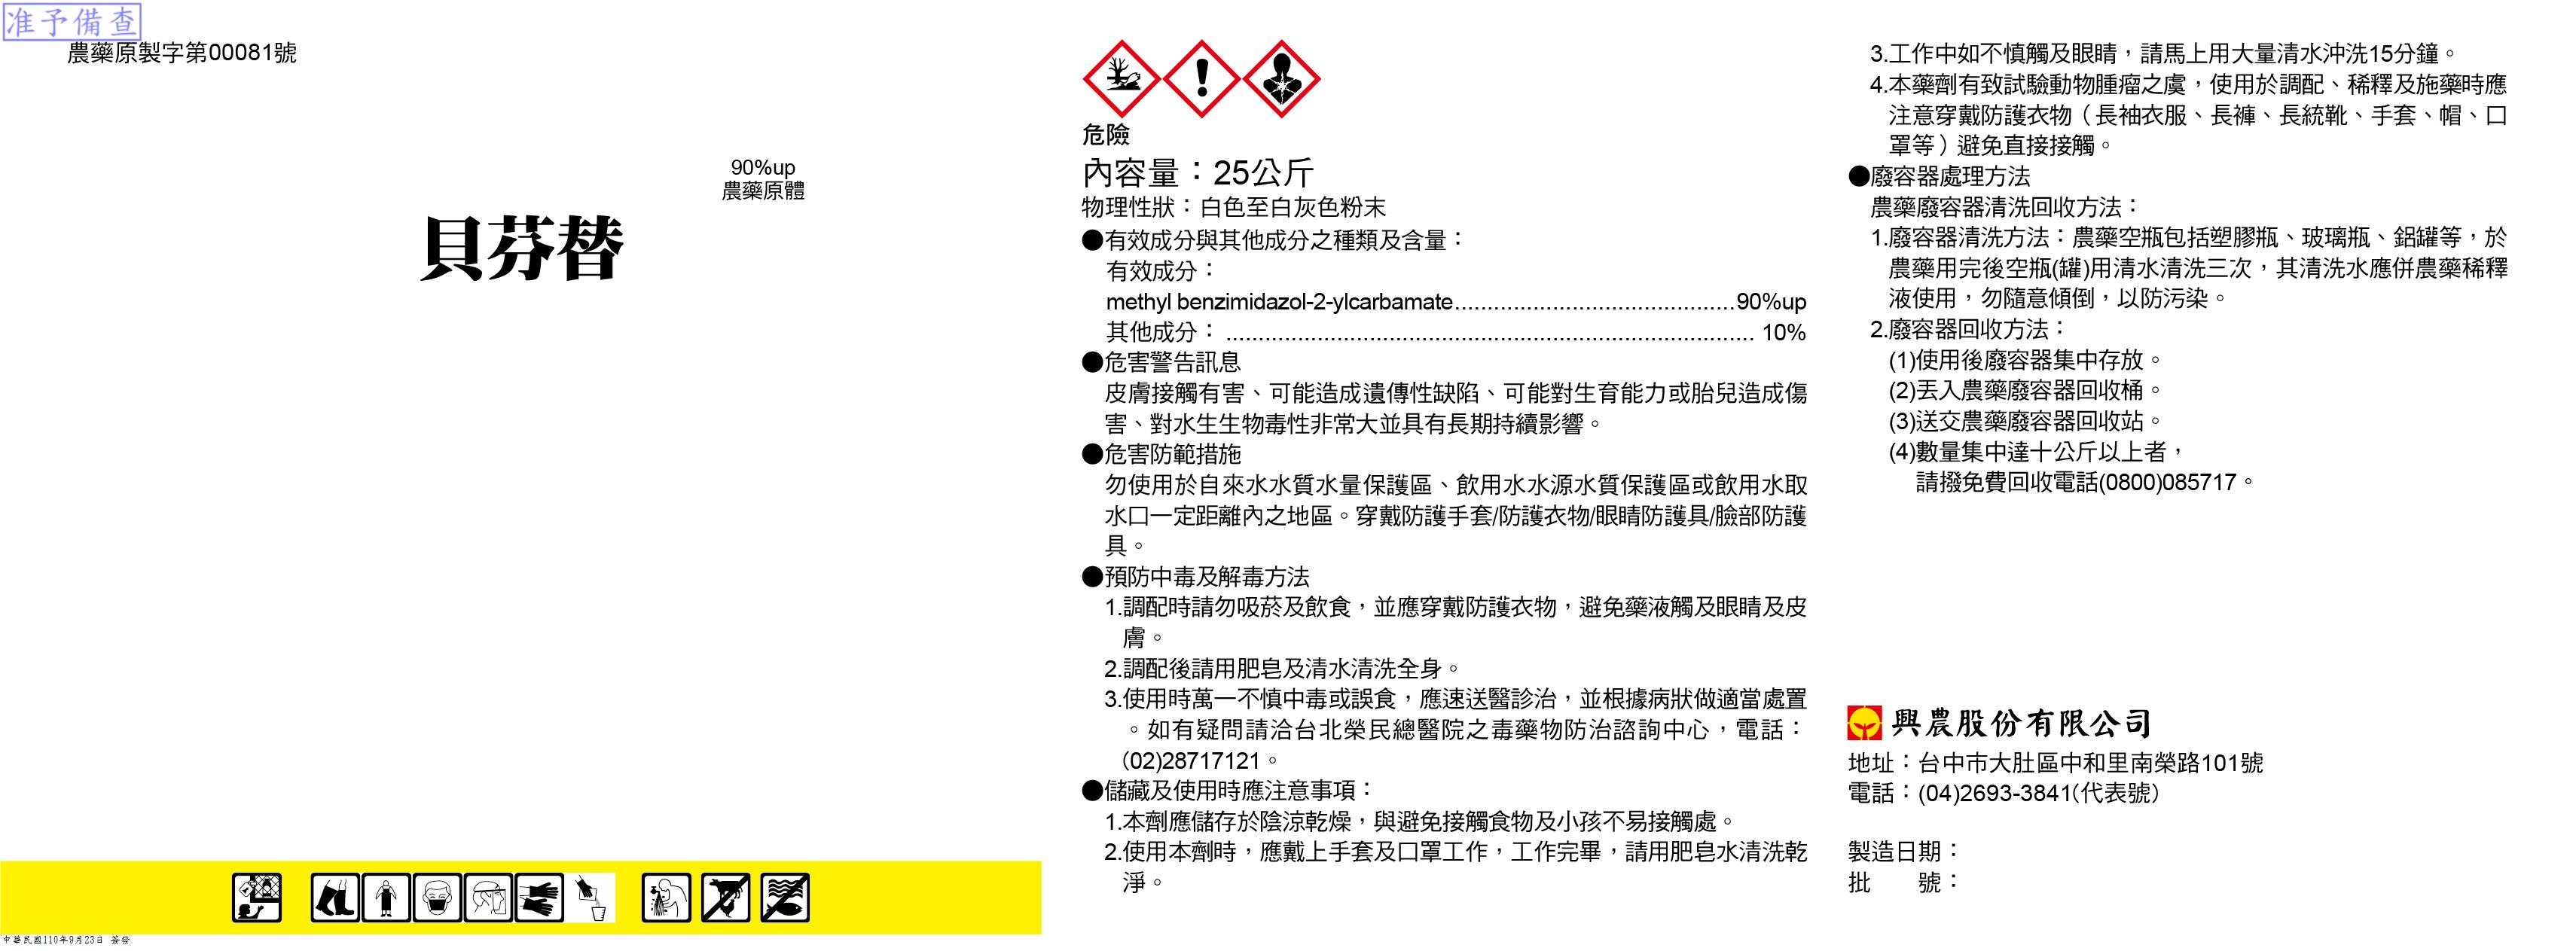 准予備查
農藥原製字第00081號
90%up
農藥原體
貝芬替
中華民國110年9月23日 簽發
危險
內容量：25公斤
物理性狀：白色至白灰色粉末
●有效成分與其他成分之種類及含量：
有效成分：
methyl benzimidazol-2-ylcarbamate...........................................90%up
其他成分： ................................................................................. 10%
●危害警告訊息
皮膚接觸有害、可能造成遺傳性缺陷、可能對生育能力或胎兒造成傷
害、對水生生物毒性非常大並具有長期持續影響。
●危害防範措施
勿使用於自來水水質水量保護區、飲用水水源水質保護區或飲用水取
水口一定距離內之地區。穿戴防護手套/防護衣物/眼睛防護具/臉部防護
具。
●預防中毒及解毒方法
1.調配時請勿吸菸及飲食，並應穿戴防護衣物，避免藥液觸及眼睛及皮
膚。
2.調配後請用肥皂及清水清洗全身。
3.使用時萬一不慎中毒或誤食，應速送醫診治，並根據病狀做適當處置
。如有疑問請洽台北榮民總醫院之毒藥物防治諮詢中心，電話：
(02)28717121。
●儲藏及使用時應注意事項：
1.本劑應儲存於陰涼乾燥，與避免接觸食物及小孩不易接觸處。
2.使用本劑時，應戴上手套及口罩工作，工作完畢，請用肥皂水清洗乾
淨。
3.工作中如不慎觸及眼睛，請馬上用大量清水沖洗15分鐘。
4.本藥劑有致試驗動物腫瘤之虞，使用於調配、稀釋及施藥時應
注意穿戴防護衣物（長袖衣服、長褲、長統靴、手套、帽、口
罩等）避免直接接觸。
●廢容器處理方法
農藥廢容器清洗回收方法：
1.廢容器清洗方法：農藥空瓶包括塑膠瓶、玻璃瓶、鋁罐等，於
農藥用完後空瓶(罐)用清水清洗三次，其清洗水應併農藥稀釋
液使用，勿隨意傾倒，以防污染。
2.廢容器回收方法：
(1)使用後廢容器集中存放。
(2)丟入農藥廢容器回收桶。
(3)送交農藥廢容器回收站。
(4)數量集中達十公斤以上者，
請撥免費回收電話(0800)085717。
興農股份有限公司
地址：台中市大肚區中和里南榮路101號
電話：(04)2693-3841(代表號)
製造日期：
批　　號：